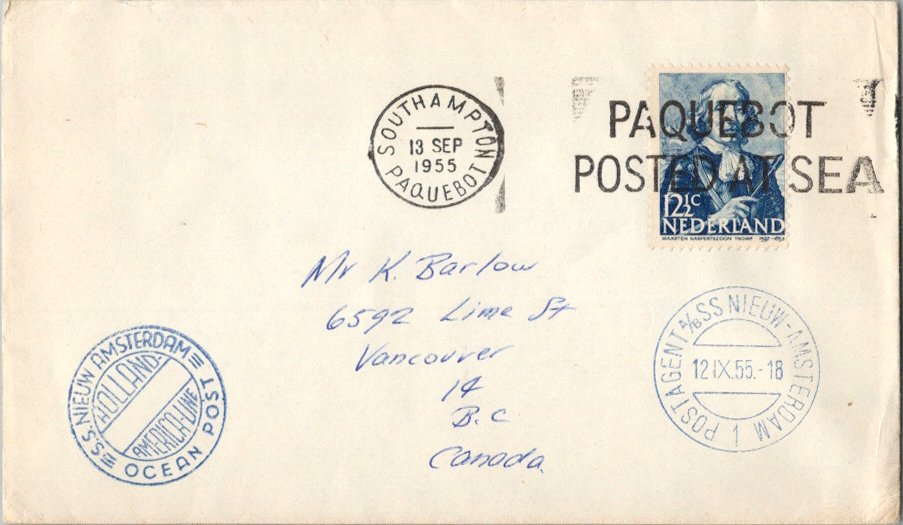 SOUTHAMPTON
13 SEP
1955
PAQUEBOT
PAQUEBOT
POSTED AT SEA
12½C
NEDERLAND
MAARTEN HARPERTSZOON TROMP 1597-1653
Mr K. Barlow
6592 Lime St
Vancouver
14
B.C
Canada
S.S. NIEUW AMSTERDAM
HOLLAND-
AMERICA-LINE
OCEAN POST
POSTAGENT A/B SS NIEUW-AMSTERDAM 1
12 IX.55.-18